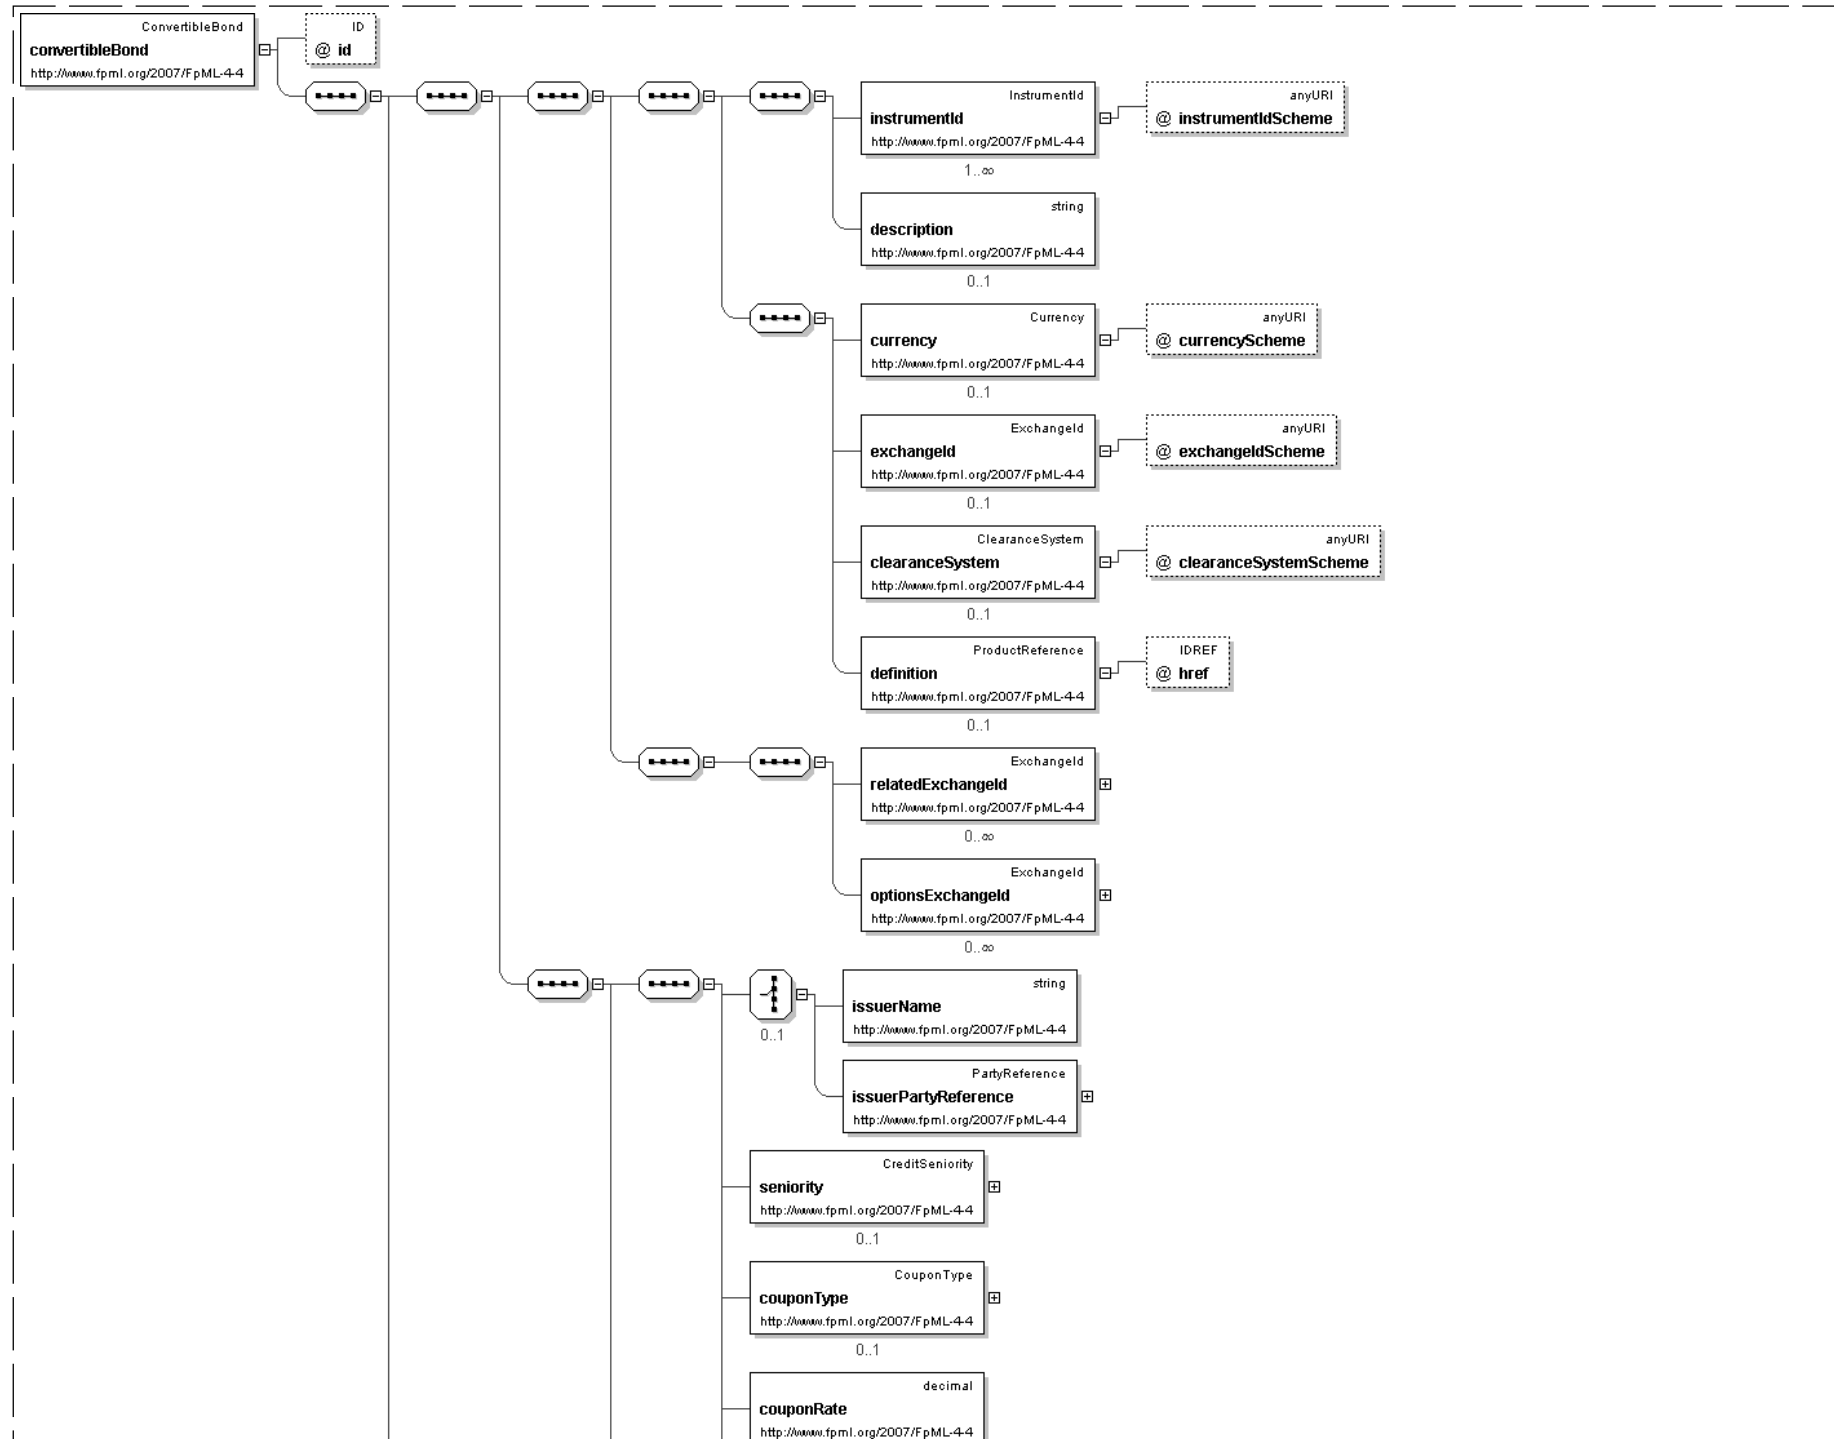 ConvertibleBond
convertibleBond
http://www.fpml.org/2007/FpML-4-4
ID
@ id
InstrumentId
instrumentId
http://www.fpml.org/2007/FpML-4-4
1..∞
anyURI
@ instrumentIdScheme
string
description
http://www.fpml.org/2007/FpML-4-4
0..1
Currency
currency
http://www.fpml.org/2007/FpML-4-4
0..1
anyURI
@ currencyScheme
ExchangeId
exchangeId
http://www.fpml.org/2007/FpML-4-4
0..1
anyURI
@ exchangeIdScheme
ClearanceSystem
clearanceSystem
http://www.fpml.org/2007/FpML-4-4
0..1
anyURI
@ clearanceSystemScheme
ProductReference
definition
http://www.fpml.org/2007/FpML-4-4
0..1
IDREF
@ href
ExchangeId
relatedExchangeId
http://www.fpml.org/2007/FpML-4-4
0..∞
ExchangeId
optionsExchangeId
http://www.fpml.org/2007/FpML-4-4
0..∞
0..1
string
issuerName
http://www.fpml.org/2007/FpML-4-4
PartyReference
issuerPartyReference
http://www.fpml.org/2007/FpML-4-4
CreditSeniority
seniority
http://www.fpml.org/2007/FpML-4-4
0..1
CouponType
couponType
http://www.fpml.org/2007/FpML-4-4
0..1
decimal
couponRate
http://www.fpml.org/2007/FpML-4-4